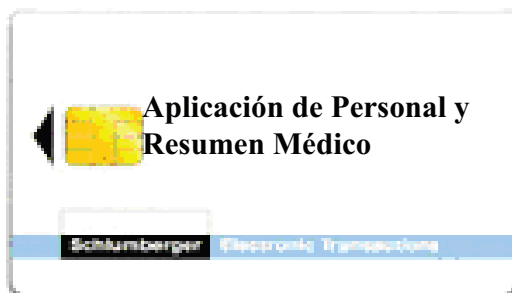 Aplicación de Personal y
Resumen Médico
Schlumberger Electronic Transactions